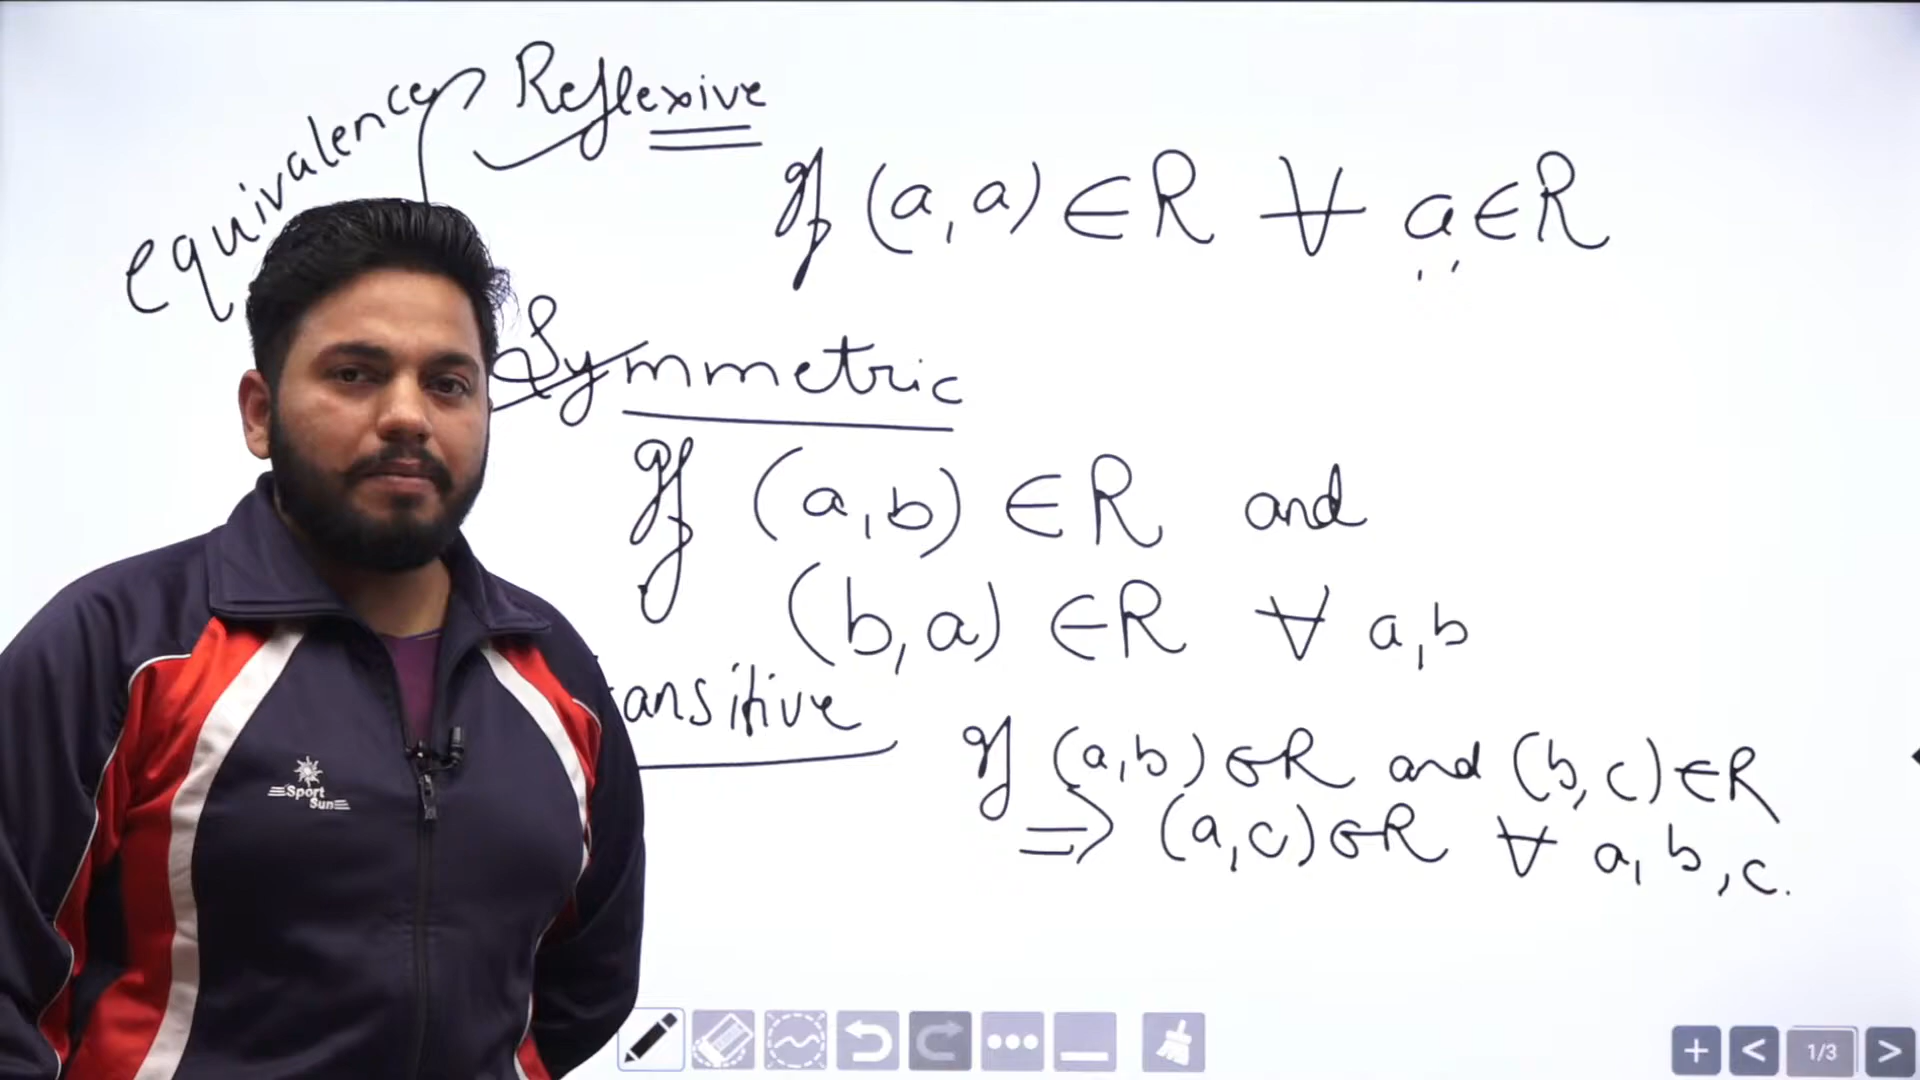 equivalence
Reflexive
If (a,a) ∈ R ∀ a ∈ R
Symmetric
If (a,b) ∈ R and
(b,a) ∈ R ∀ a,b
ansitive
If (a,b) ∈ R and (b,c) ∈ R
⇒ (a,c) ∈ R ∀ a, b, c.
Sport
Sun
1/3